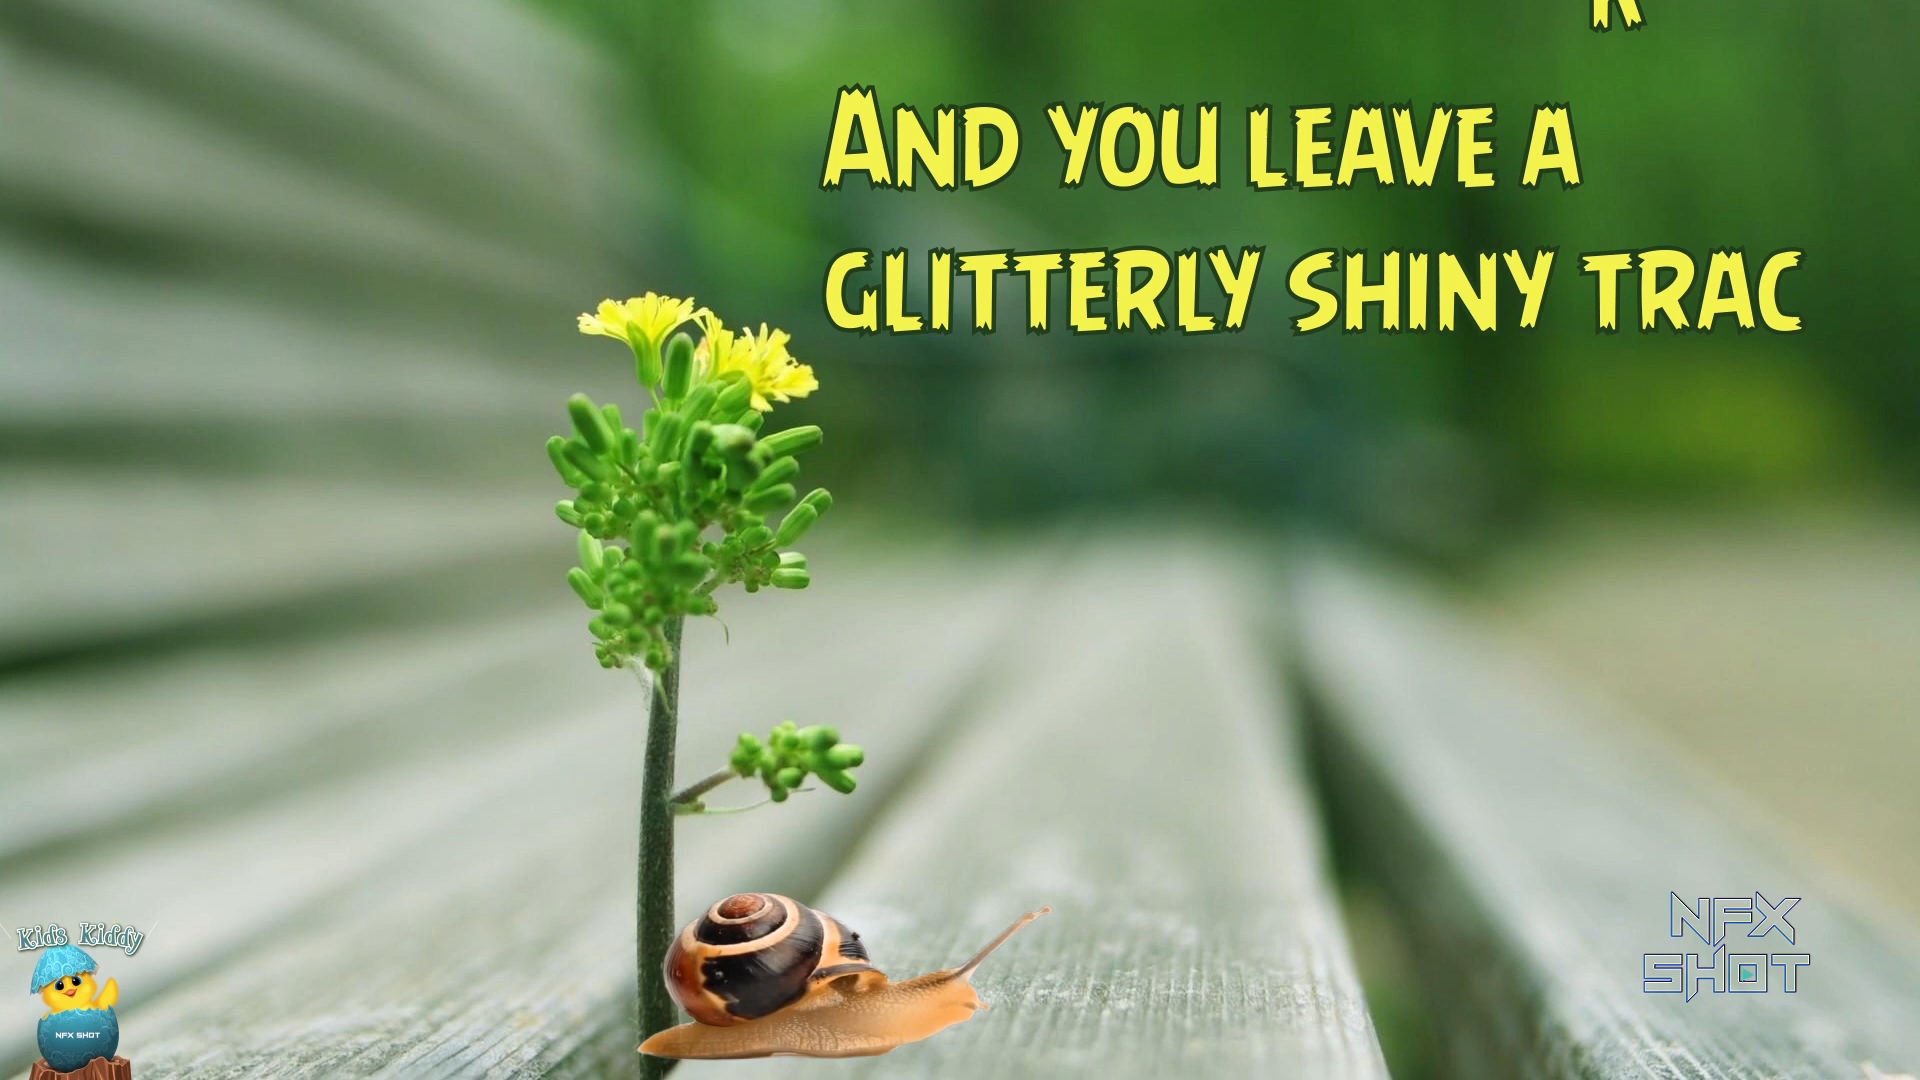 And you leave a
glitterly shiny trac
Kids Kiddy
NFX SHOT
NFX
SHOT